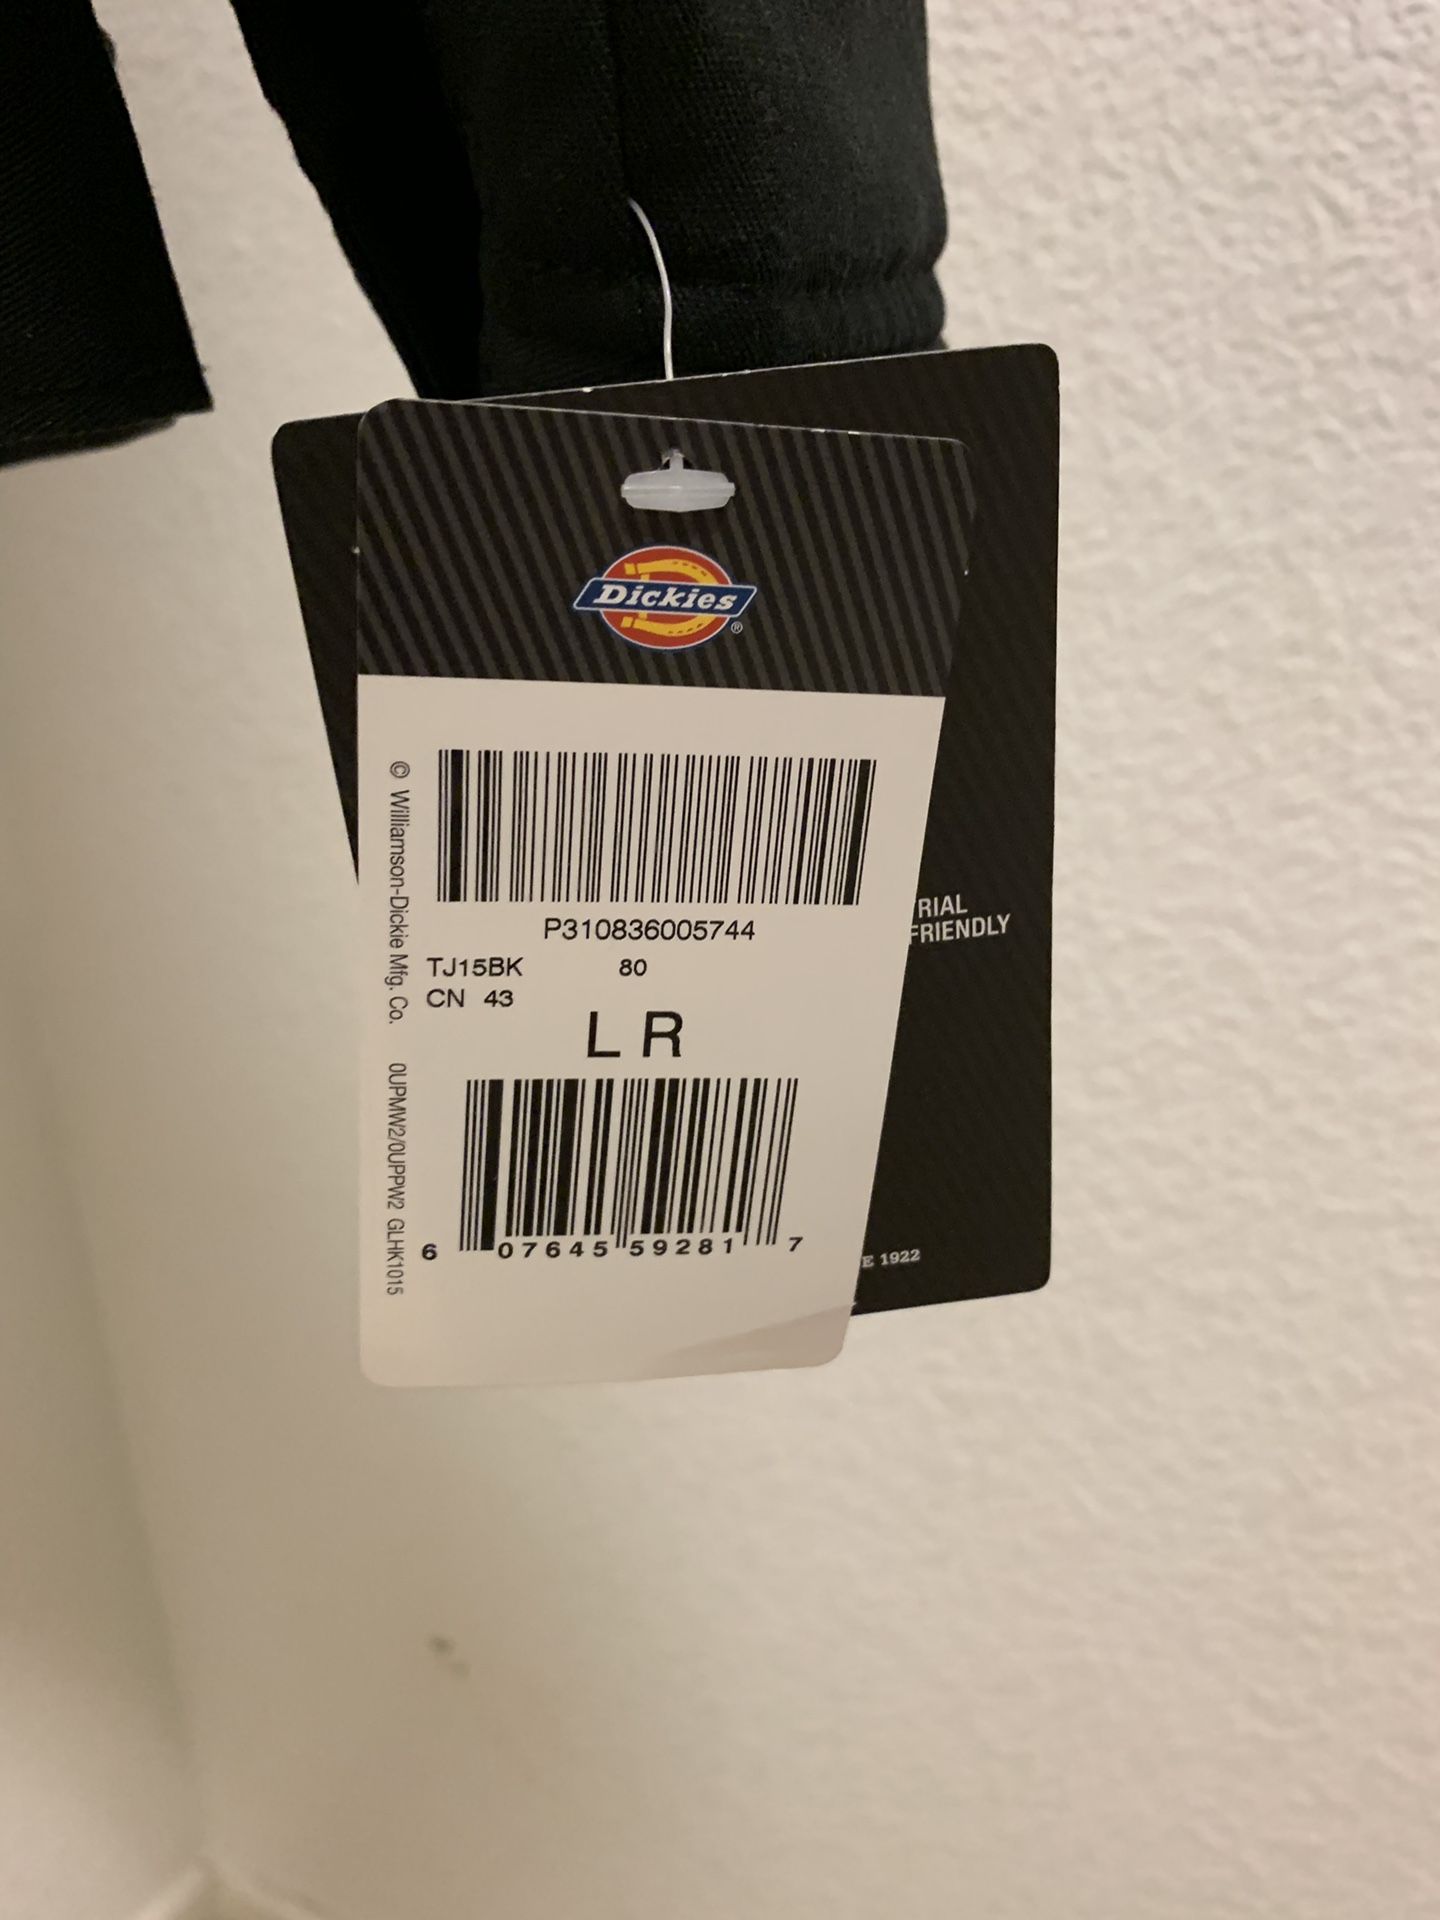 Dickies®
P310836005744
TJ15BK 80
CN 43
L R
6 07645 59281 7
© Williamson-Dickie Mfg. Co. 0UPMW2/0UPPW2 GLHK1015
RIAL
FRIENDLY
E 1922